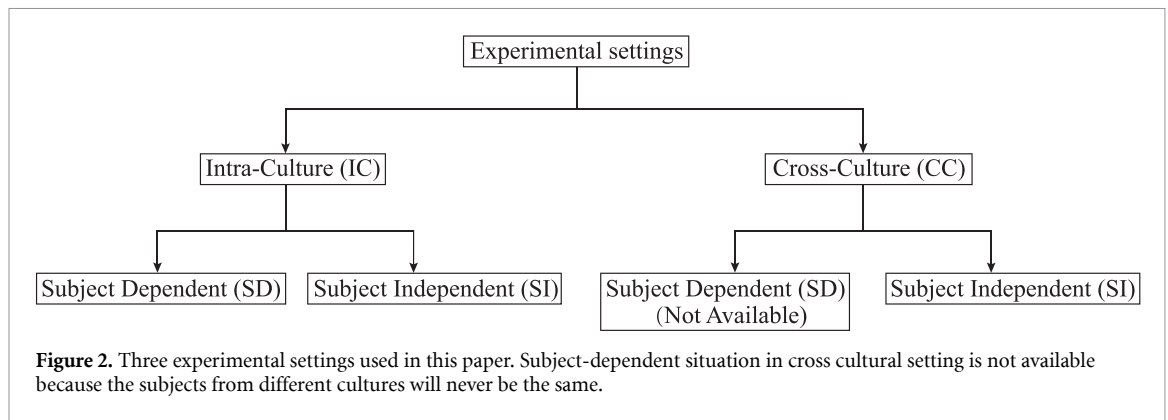 Experimental settings
Intra-Culture (IC)
Cross-Culture (CC)
Subject Dependent (SD)
Subject Independent (SI)
Subject Dependent (SD)
(Not Available)
Subject Independent (SI)
Figure 2. Three experimental settings used in this paper. Subject-dependent situation in cross cultural setting is not available
because the subjects from different cultures will never be the same.